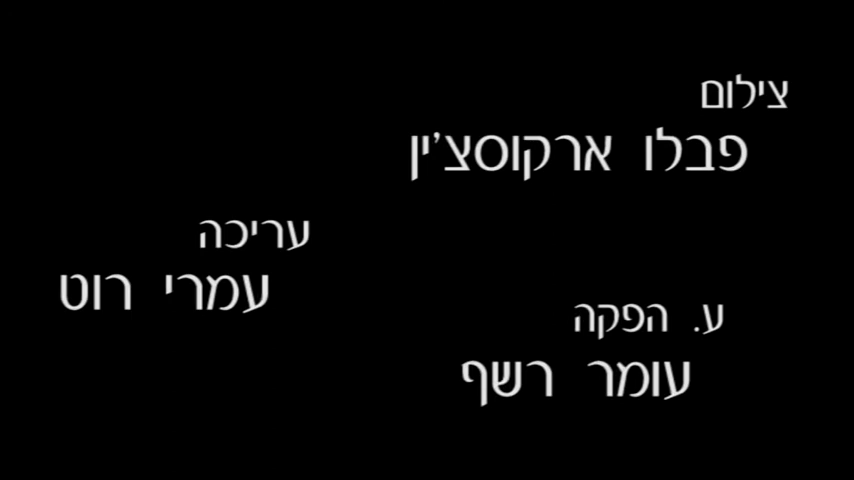 צילום
פבלו ארקוסצ'ין
עריכה
עמרי רוט
ע. הפקה
עומר רשף